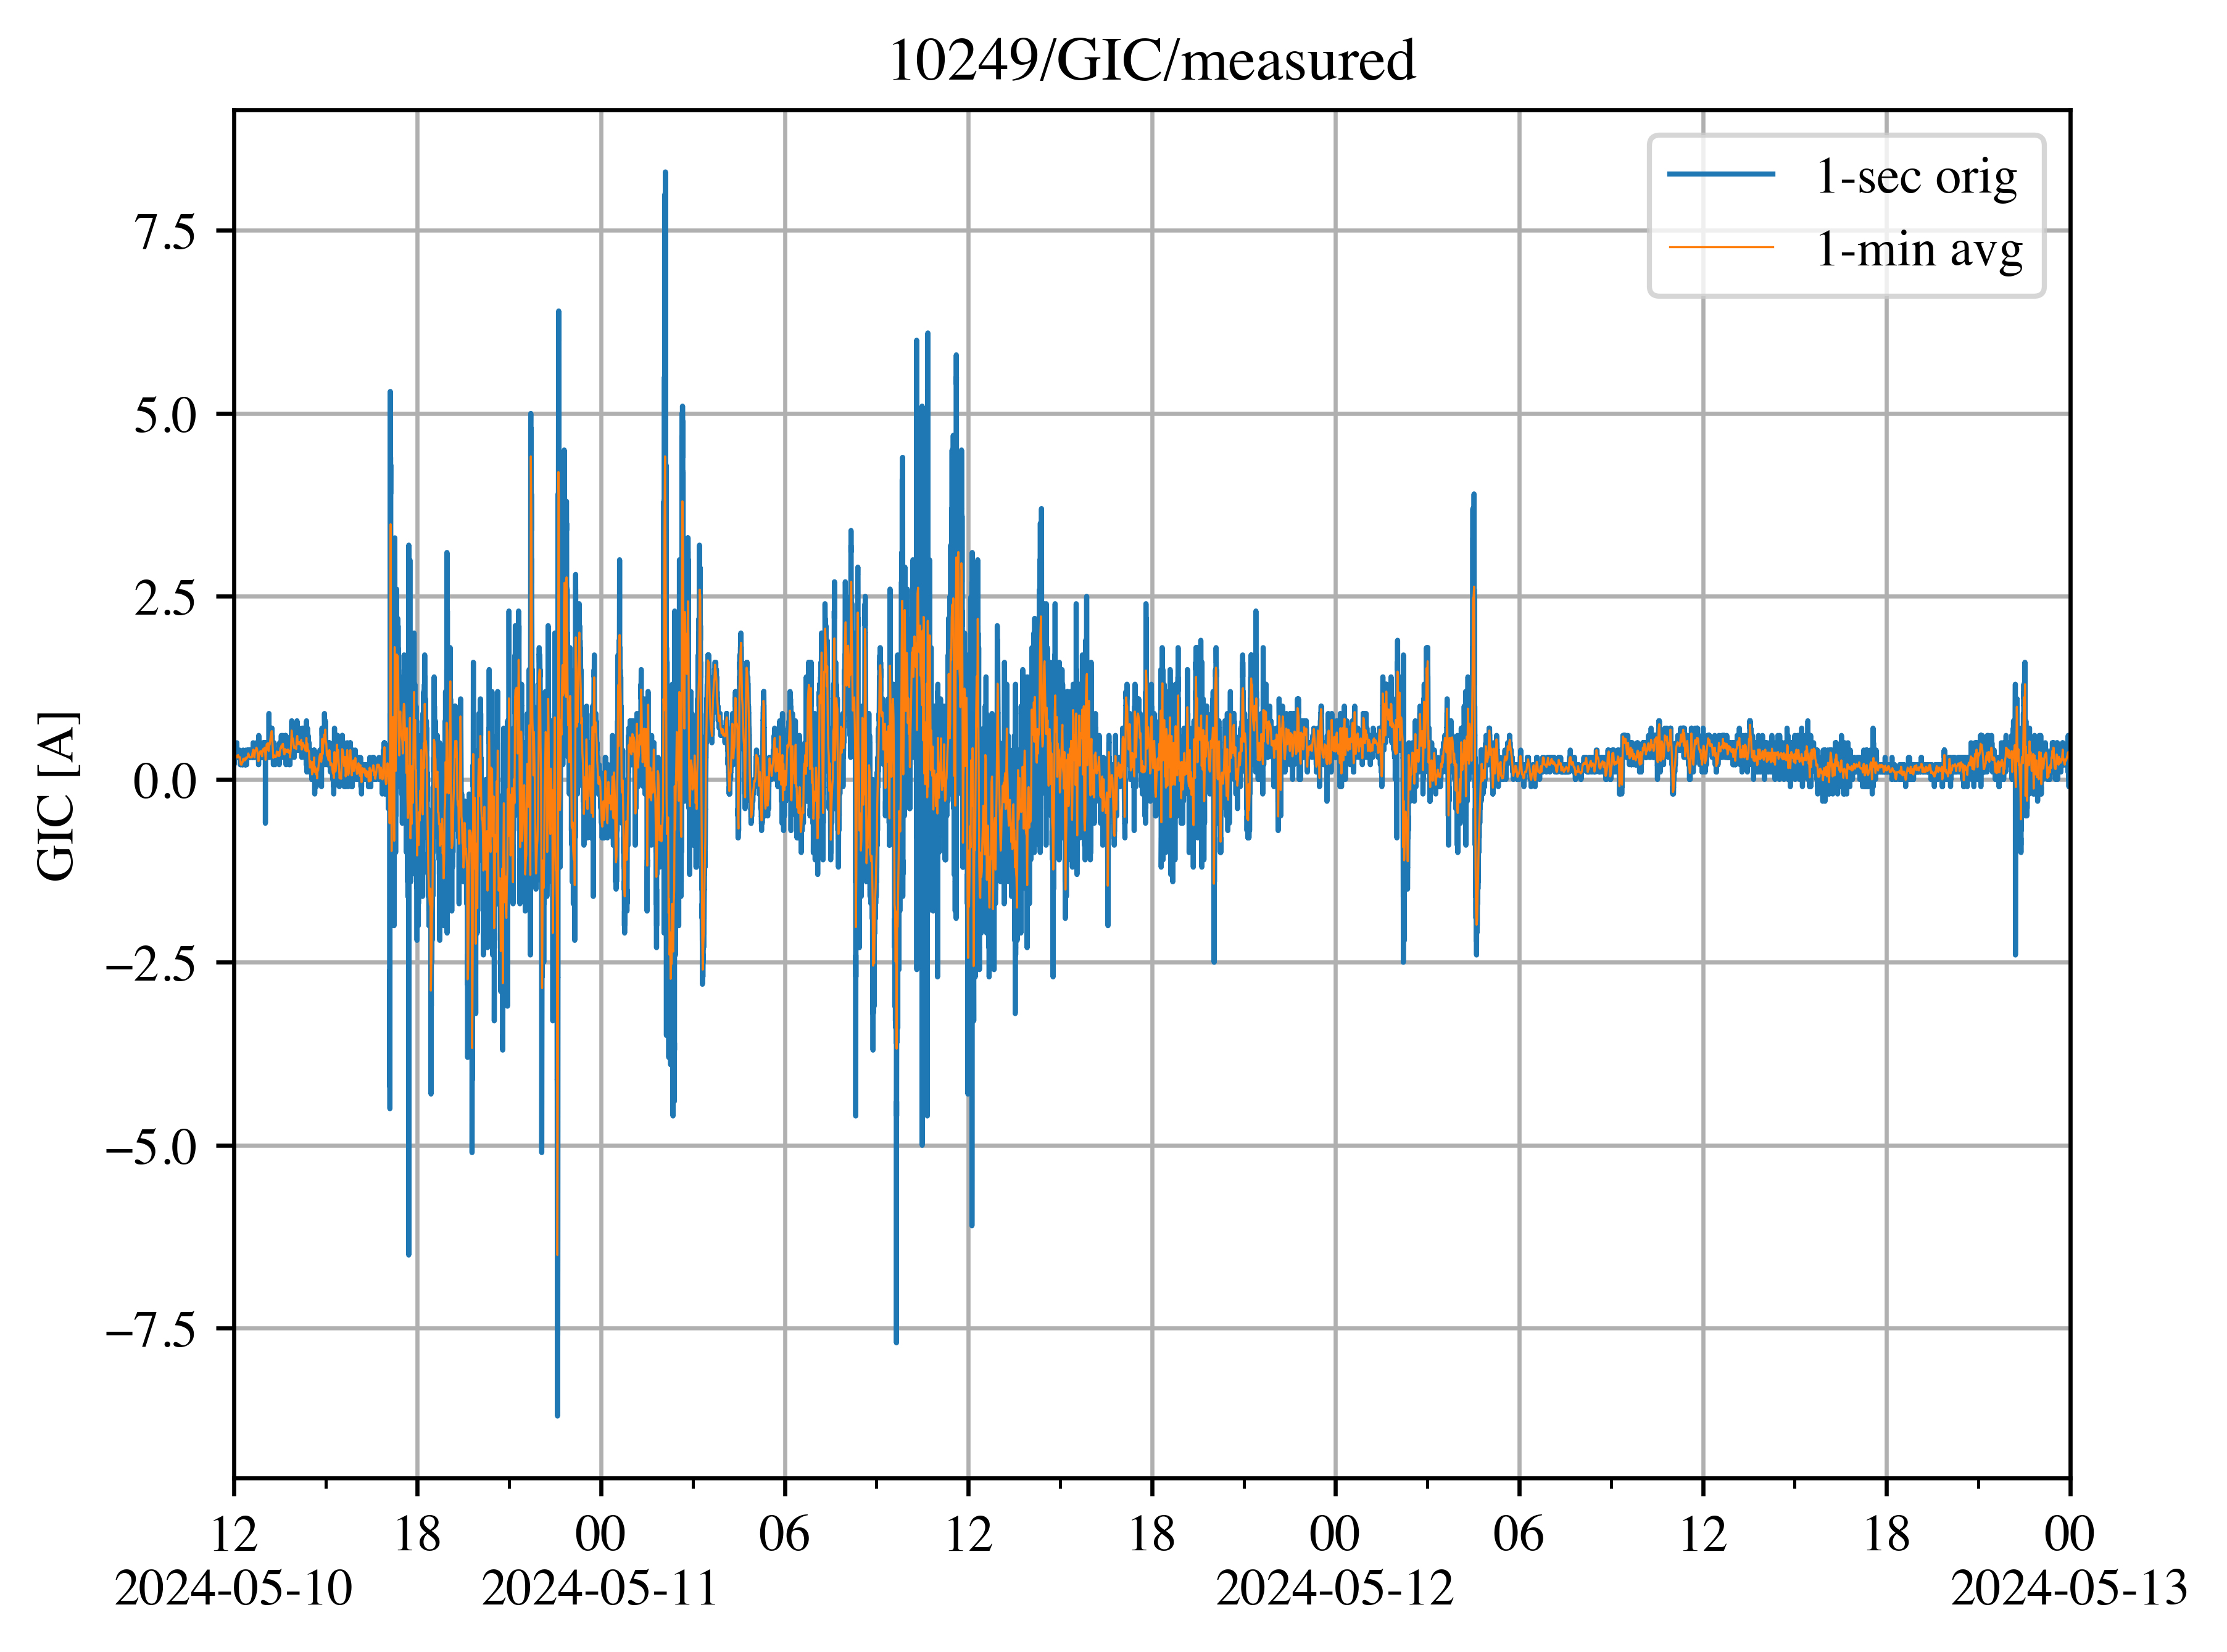 10249/GIC/measured
1-sec orig
1-min avg
7.5
5.0
2.5
0.0
−2.5
−5.0
−7.5
GIC [A]
12 18 00 06 12 18 00 06 12 18 00
2024-05-10 2024-05-11 2024-05-12 2024-05-13